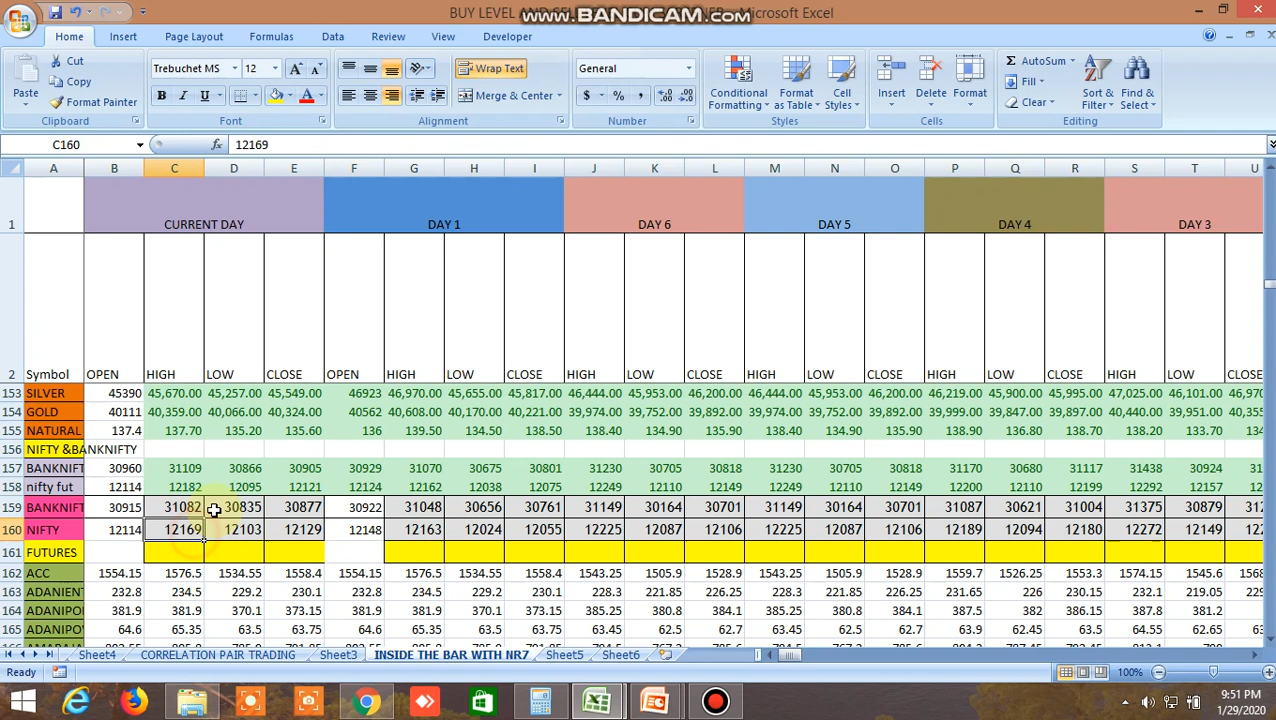 BUY LEVEL AND SE www.BANDICAM.com - Microsoft Excel
Home Insert Page Layout Formulas Data Review View Developer
Paste Cut Copy Format Painter Clipboard
Trebuchet MS 12 A A B I U A Font
Wrap Text Merge & Center Alignment
General $ % , Number
Conditional Formatting Format as Table Cell Styles Styles
Insert Delete Format Cells
AutoSum Fill Clear Sort & Filter Find & Select Editing
C160 fx 12169
A B C D E F G H I J K L M N O P Q R S T U
1 CURRENT DAY DAY 1 DAY 6 DAY 5 DAY 4 DAY 3
2 Symbol OPEN HIGH LOW CLOSE OPEN HIGH LOW CLOSE HIGH LOW CLOSE HIGH LOW CLOSE HIGH LOW CLOSE HIGH LOW CLOSE
153 SILVER 45390 45,670.00 45,257.00 45,549.00 46923 46,970.00 45,655.00 45,817.00 46,444.00 45,953.00 46,200.00 46,444.00 45,953.00 46,200.00 46,219.00 45,900.00 45,995.00 47,025.00 46,101.00 46,970
154 GOLD 40111 40,359.00 40,066.00 40,324.00 40562 40,608.00 40,170.00 40,221.00 39,974.00 39,752.00 39,892.00 39,974.00 39,752.00 39,892.00 39,999.00 39,847.00 39,897.00 40,440.00 39,951.00 40,355
155 NATURAL 137.4 137.70 135.20 135.60 136 139.50 134.50 138.50 138.40 134.90 135.90 138.40 134.90 135.90 138.90 136.80 138.70 138.20 133.70 134
156 NIFTY &BANKNIFTY
157 BANKNIFT 30960 31109 30866 30905 30929 31070 30675 30801 31230 30705 30818 31230 30705 30818 31170 30680 31117 31438 30924 315
158 nifty fut 12114 12182 12095 12121 12124 12162 12038 12075 12249 12107 12149 12249 12107 12149 12198 12110 12180 12272 12157 122
159 BANKNIFT 30915 31082 30835 30877 30922 31048 30656 30761 31149 30164 30701 31149 30164 30701 31087 30621 31004 31375 30879 312
160 NIFTY 12114 12169 12103 12129 12148 12163 12024 12055 12225 12087 12106 12225 12087 12106 12189 12094 12180 12272 12149 122
161 FUTURES
162 ACC 1554.15 1576.5 1534.55 1558.4 1554.15 1576.5 1534.55 1558.4 1543.25 1505.9 1528.9 1543.25 1505.9 1528.9 1559.7 1526.25 1553.3 1574.15 1545.6 1568
163 ADANIENT 232.8 234.5 229.2 230.1 232.8 234.5 229.2 230.1 228.3 221.85 226.25 228.3 221.85 226.25 231.65 226 230.15 232.1 219.05 229
164 ADANIPO 381.9 381.9 370.1 373.15 381.9 381.9 370.1 373.15 385.25 380.8 384.1 385.25 380.8 384.1 387.5 382 386.15 387.8 381.2
165 ADANIPO 64.6 65.35 63.5 63.75 64.6 65.35 63.5 63.75 63.45 62.5 62.7 63.45 62.5 62.7 63.9 62.45 63.5 64.55 63.05
Sheet4 CORRELATION PAIR TRADING Sheet3 INSIDE THE BAR WITH NR7 Sheet5 Sheet6
Ready 100%
9:51 PM
1/29/2020